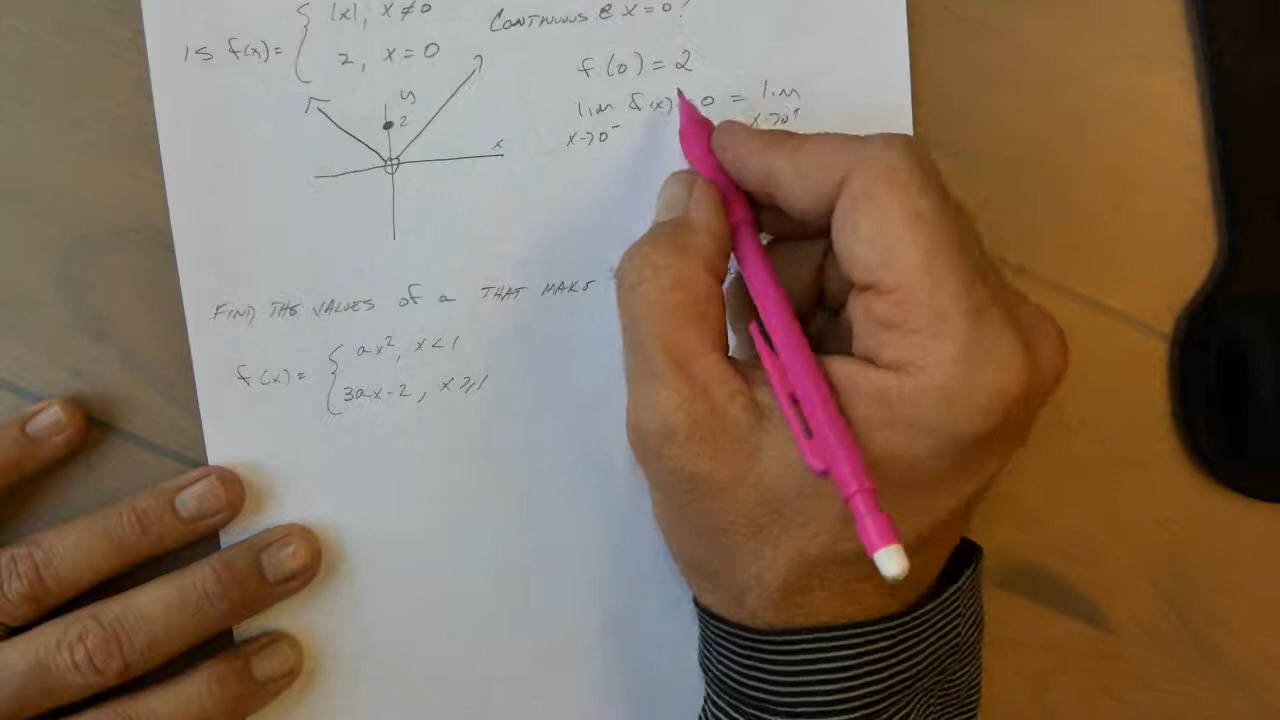 |x|, x ≠ 0
Is f(x) = {
2, x = 0
Continuous @ x = 0?
f(0) = 2
lim f(x) = 0 = lim
x→0⁻ x→0⁺
y
2
x
FIND THE VALUES of a THAT MAKE
ax², x < 1
f(x) = {
3ax - 2, x ≥ 1